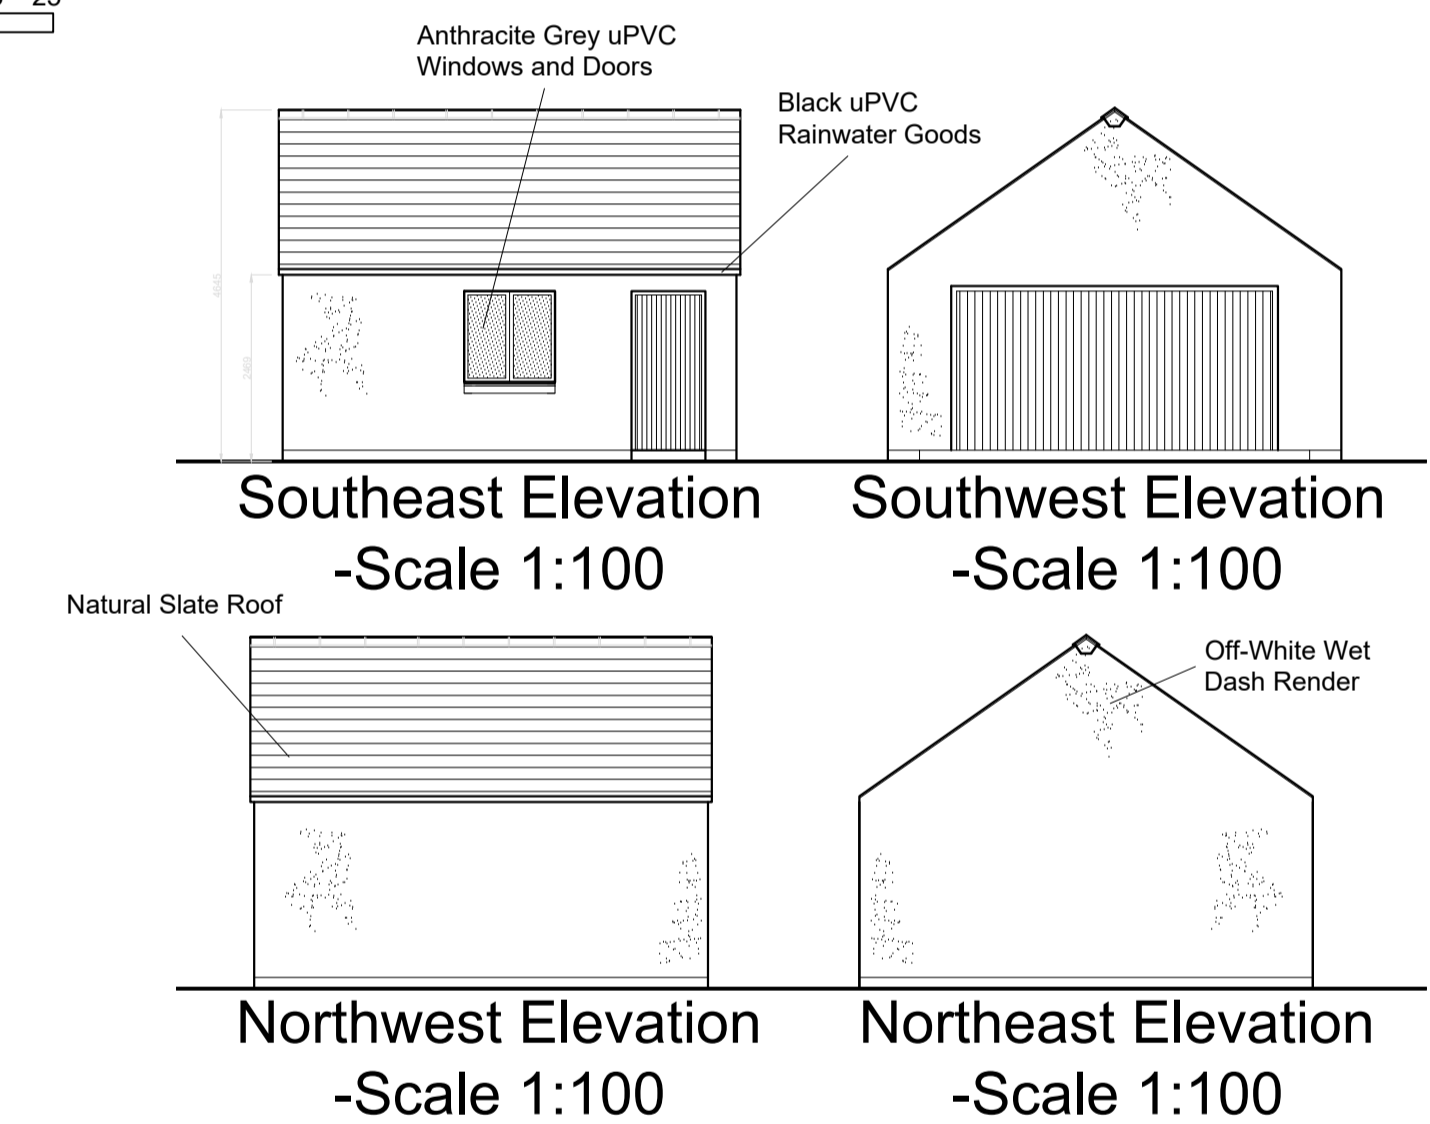 Anthracite Grey uPVC
Windows and Doors
Black uPVC
Rainwater Goods
4645
2469
Southeast Elevation
-Scale 1:100
Southwest Elevation
-Scale 1:100
Natural Slate Roof
Off-White Wet
Dash Render
Northwest Elevation
-Scale 1:100
Northeast Elevation
-Scale 1:100